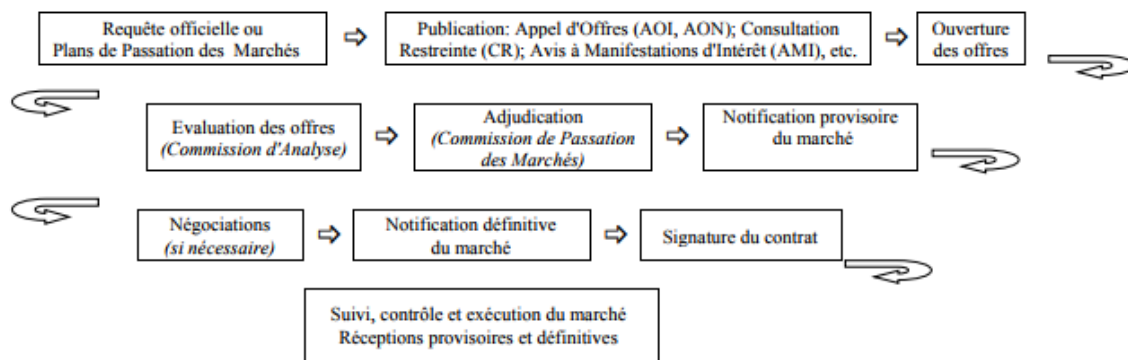 Requête officielle ou
Plans de Passation des Marchés
Publication: Appel d'Offres (AOI, AON); Consultation
Restreinte (CR); Avis à Manifestations d'Intérêt (AMI), etc.
Ouverture
des offres
Evaluation des offres
(Commission d'Analyse)
Adjudication
(Commission de Passation
des Marchés)
Notification provisoire
du marché
Négociations
(si nécessaire)
Notification définitive
du marché
Signature du contrat
Suivi, contrôle et exécution du marché
Réceptions provisoires et définitives